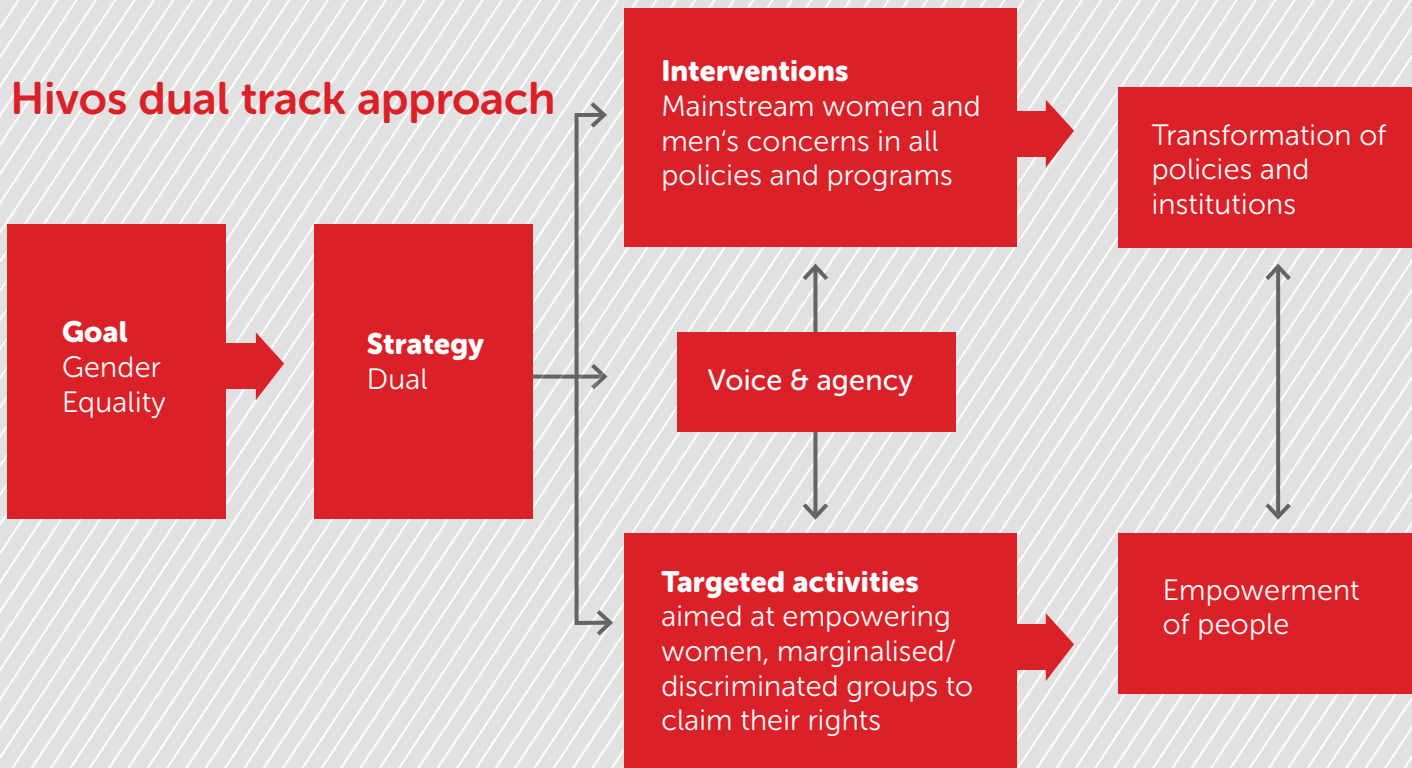 Hivos dual track approach
Goal
Gender
Equality
Strategy
Dual
Interventions
Mainstream women and
men‘s concerns in all
policies and programs
Voice & agency
Targeted activities
aimed at empowering
women, marginalised/
discriminated groups to
claim their rights
Transformation of
policies and
institutions
Empowerment
of people